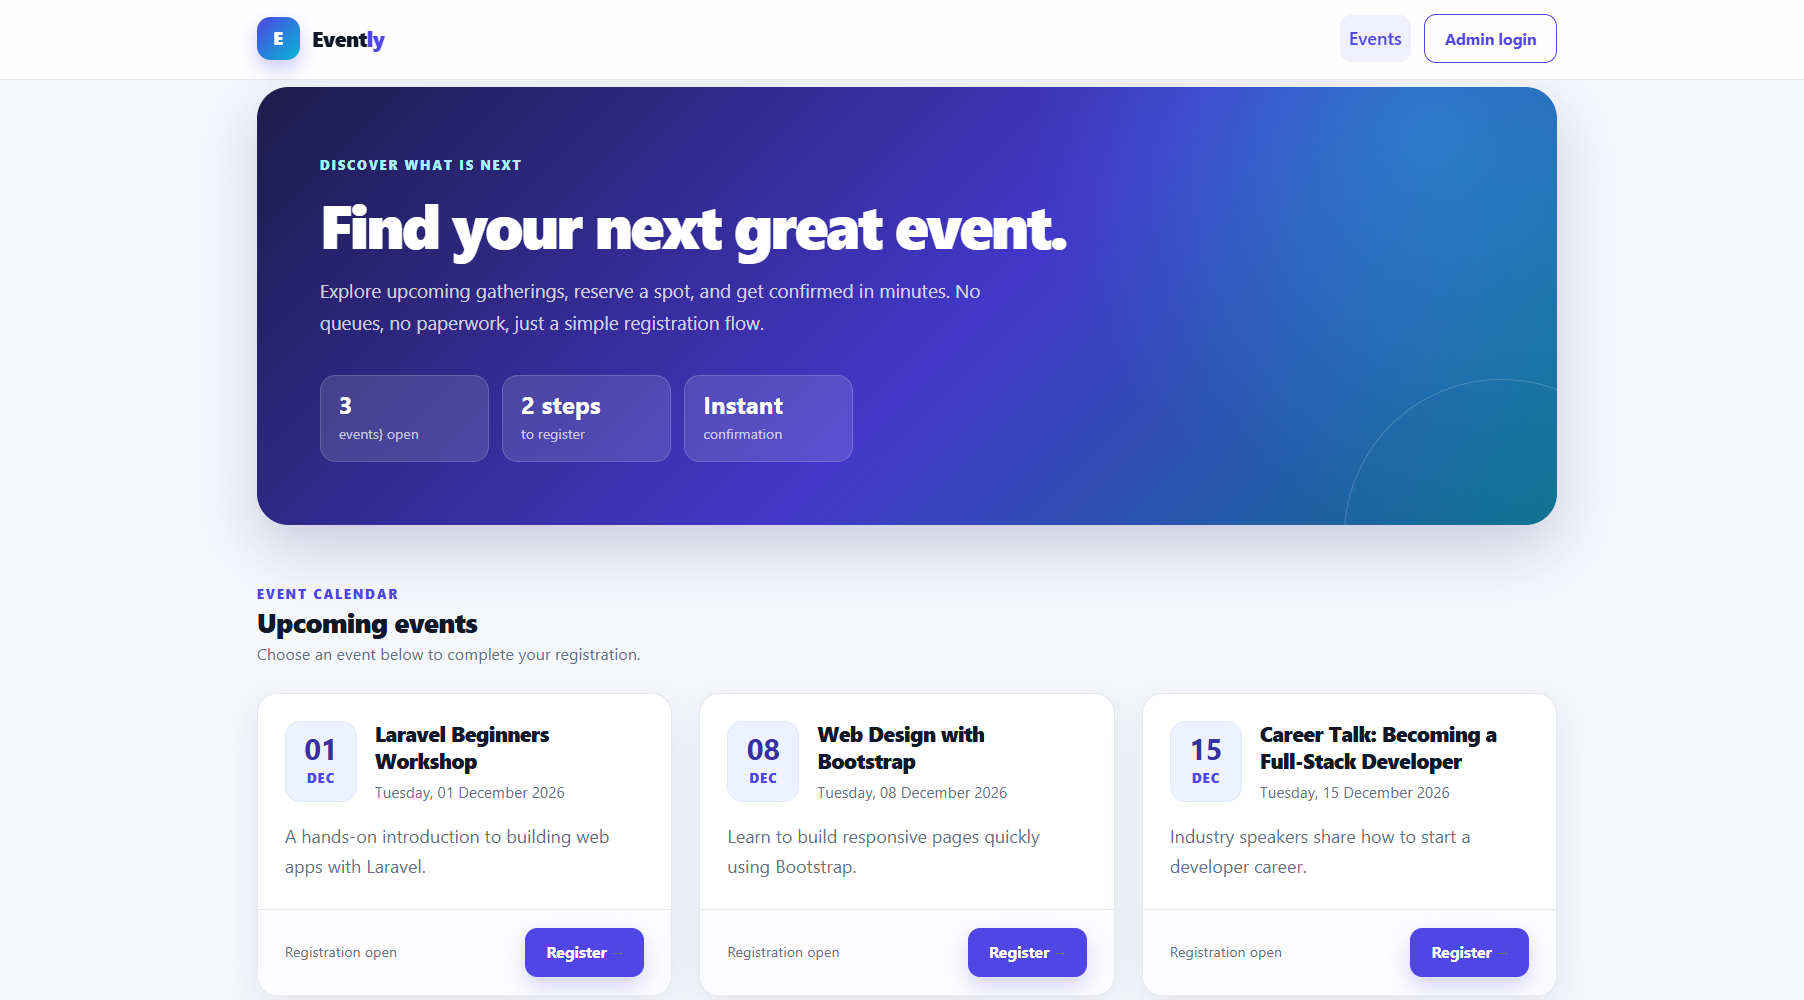 E Evently
Events
Admin login
DISCOVER WHAT IS NEXT
Find your next great event.
Explore upcoming gatherings, reserve a spot, and get confirmed in minutes. No
queues, no paperwork, just a simple registration flow.
3
events} open
2 steps
to register
Instant
confirmation
EVENT CALENDAR
Upcoming events
Choose an event below to complete your registration.
01
DEC
Laravel Beginners
Workshop
Tuesday, 01 December 2026
A hands-on introduction to building web
apps with Laravel.
Registration open
Register →
08
DEC
Web Design with
Bootstrap
Tuesday, 08 December 2026
Learn to build responsive pages quickly
using Bootstrap.
Registration open
Register →
15
DEC
Career Talk: Becoming a
Full-Stack Developer
Tuesday, 15 December 2026
Industry speakers share how to start a
developer career.
Registration open
Register →